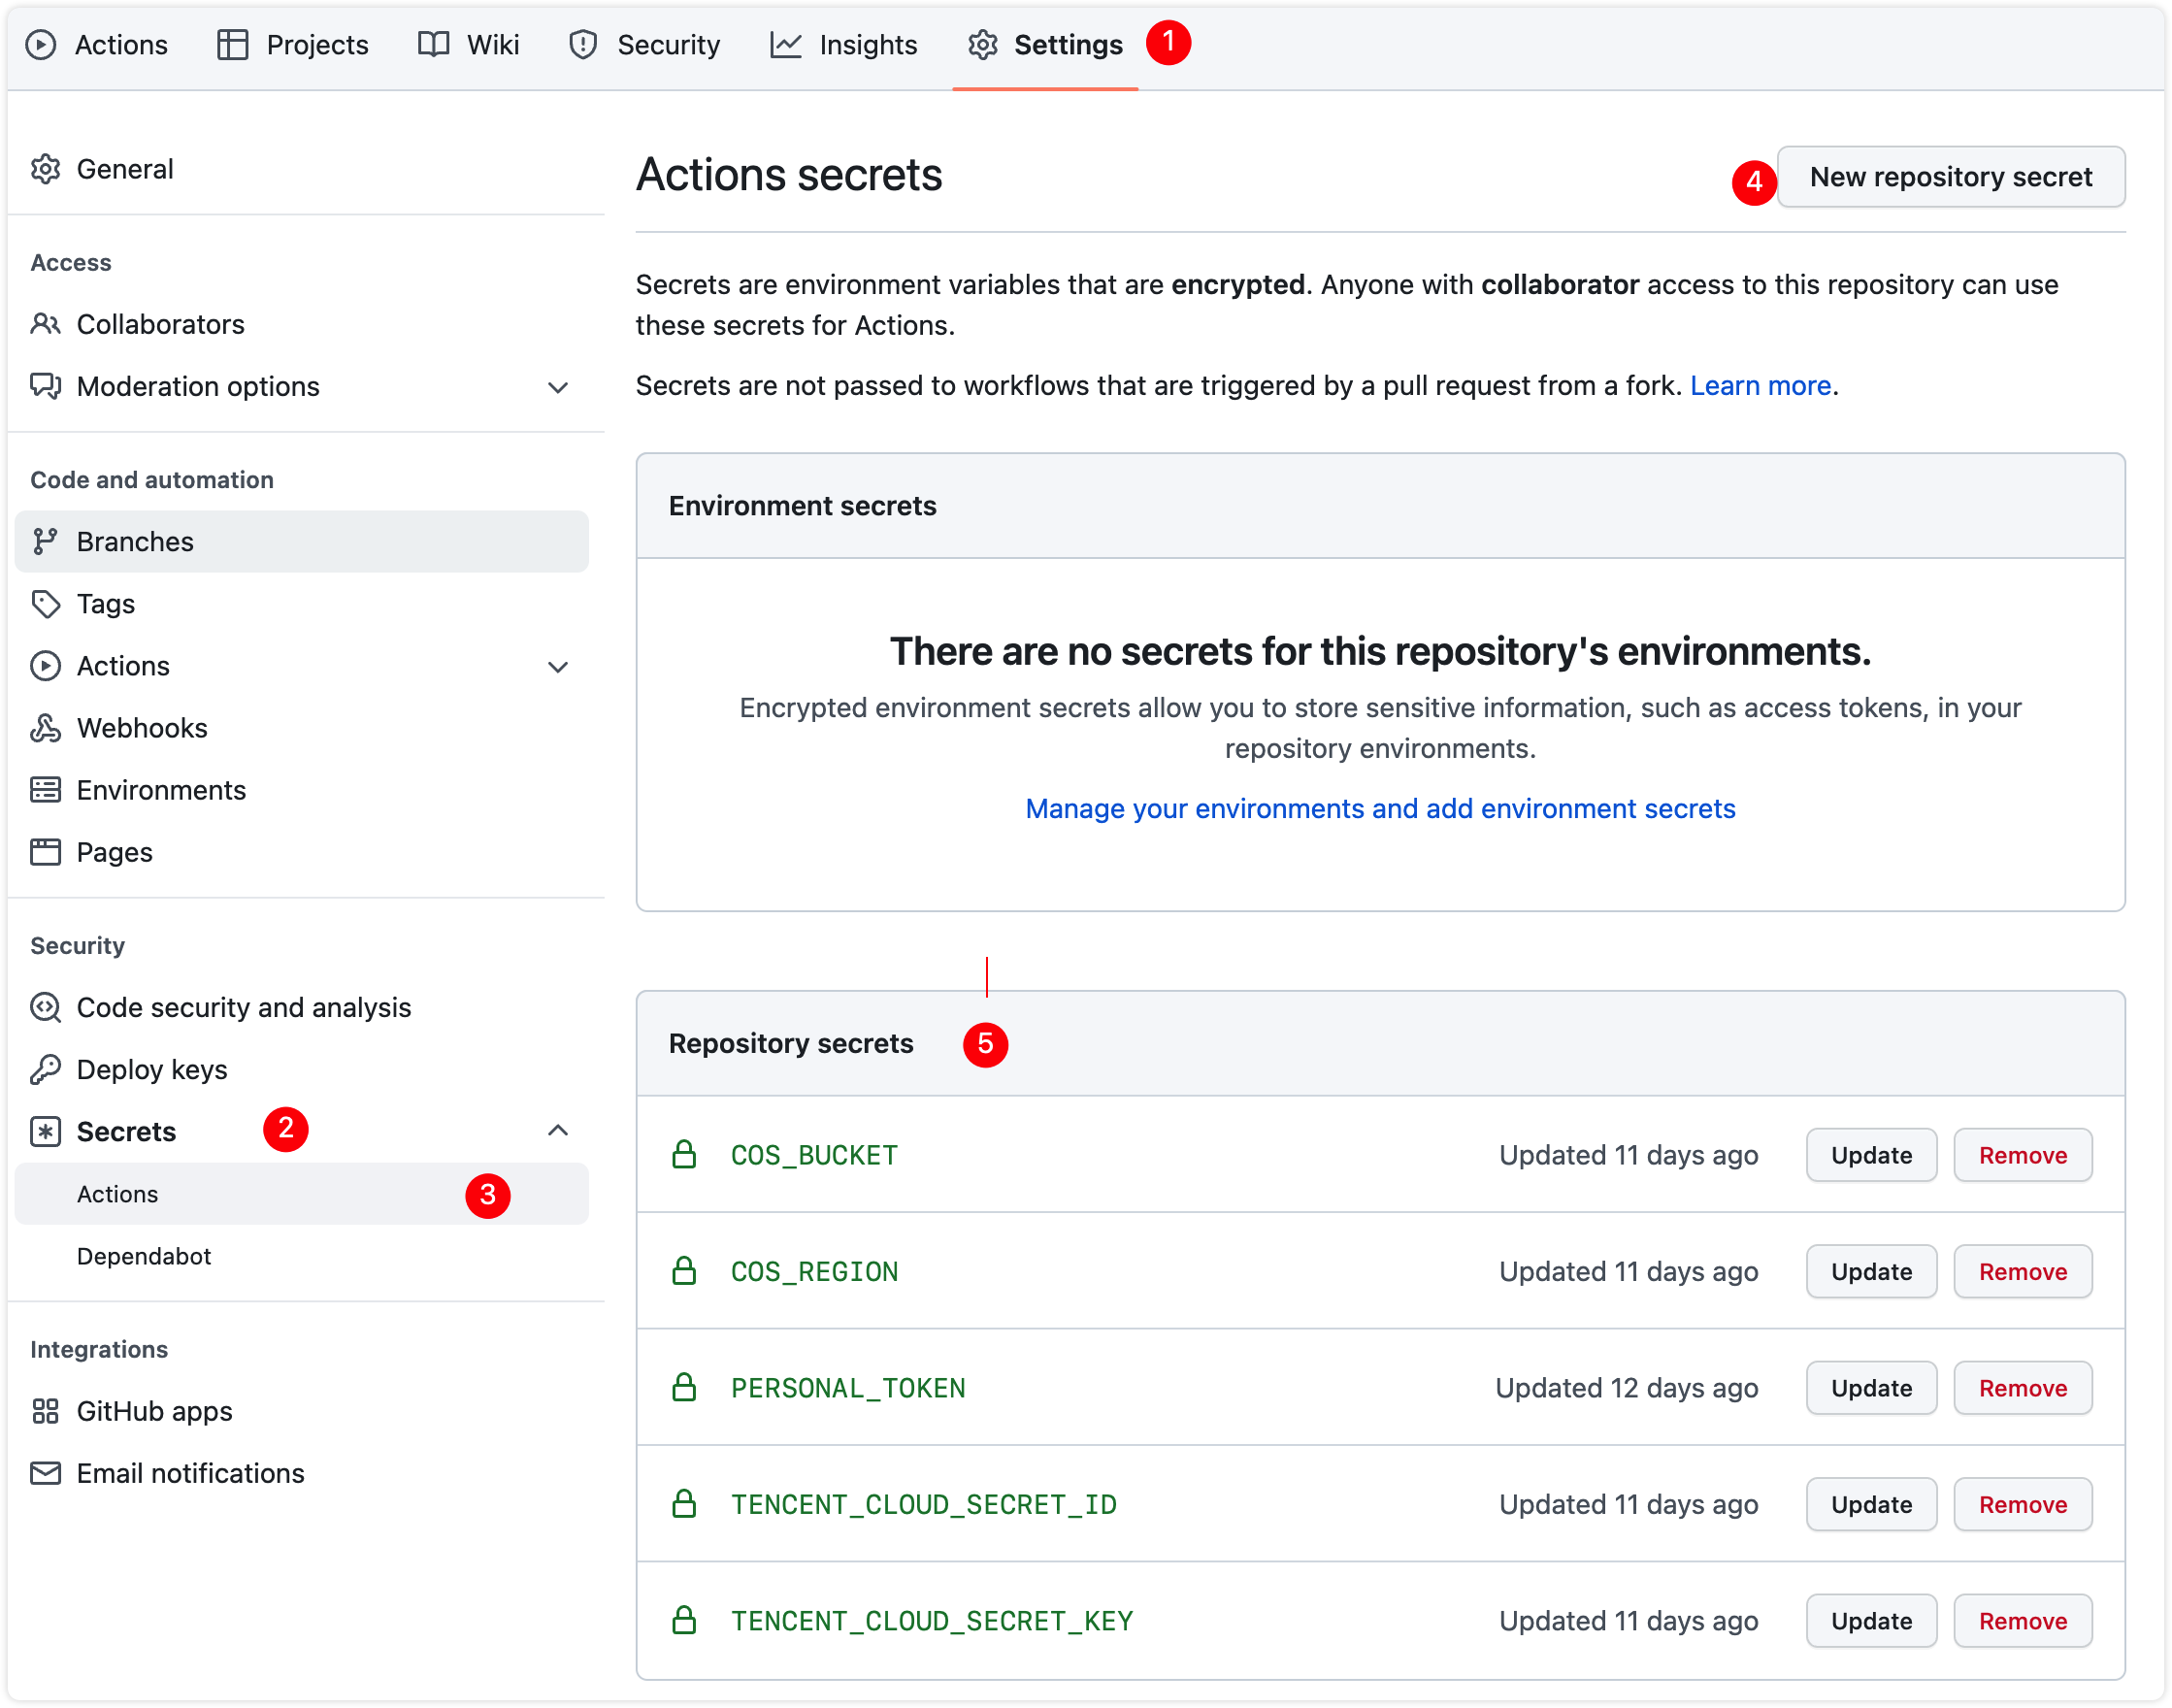 Actions Projects Wiki Security Insights Settings 1
General
Access
Collaborators
Moderation options
Code and automation
Branches
Tags
Actions
Webhooks
Environments
Pages
Security
Code security and analysis
Deploy keys
Secrets 2
Actions 3
Dependabot
Integrations
GitHub apps
Email notifications
Actions secrets
4 New repository secret
Secrets are environment variables that are encrypted. Anyone with collaborator access to this repository can use
these secrets for Actions.
Secrets are not passed to workflows that are triggered by a pull request from a fork. Learn more.
Environment secrets
There are no secrets for this repository's environments.
Encrypted environment secrets allow you to store sensitive information, such as access tokens, in your
repository environments.
Manage your environments and add environment secrets
Repository secrets 5
COS_BUCKET Updated 11 days ago Update Remove
COS_REGION Updated 11 days ago Update Remove
PERSONAL_TOKEN Updated 12 days ago Update Remove
TENCENT_CLOUD_SECRET_ID Updated 11 days ago Update Remove
TENCENT_CLOUD_SECRET_KEY Updated 11 days ago Update Remove